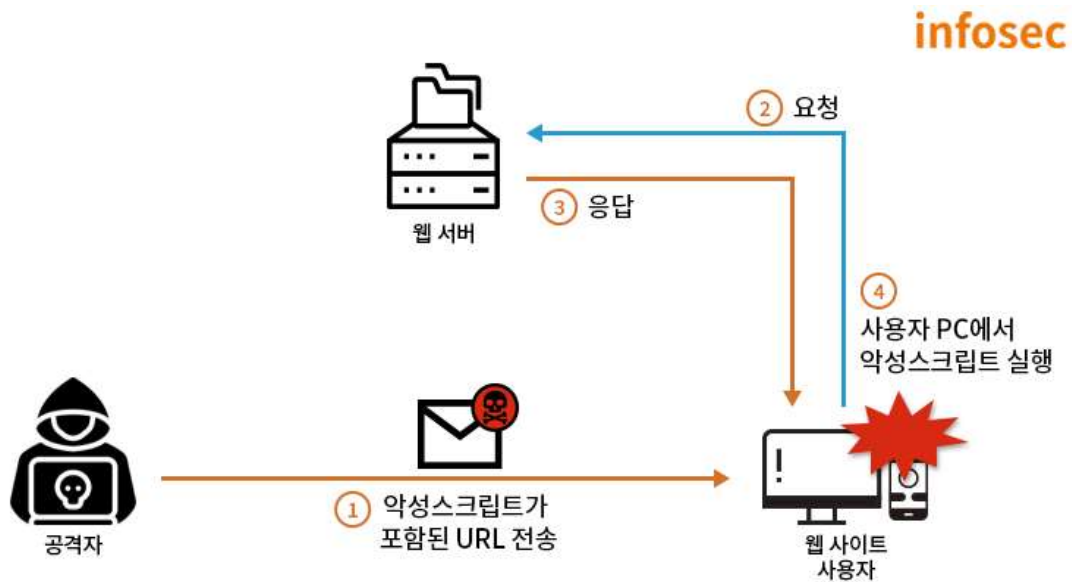 infosec
② 요청
③ 응답
웹 서버
④
사용자 PC에서
악성스크립트 실행
① 악성스크립트가
포함된 URL 전송
공격자
웹 사이트
사용자